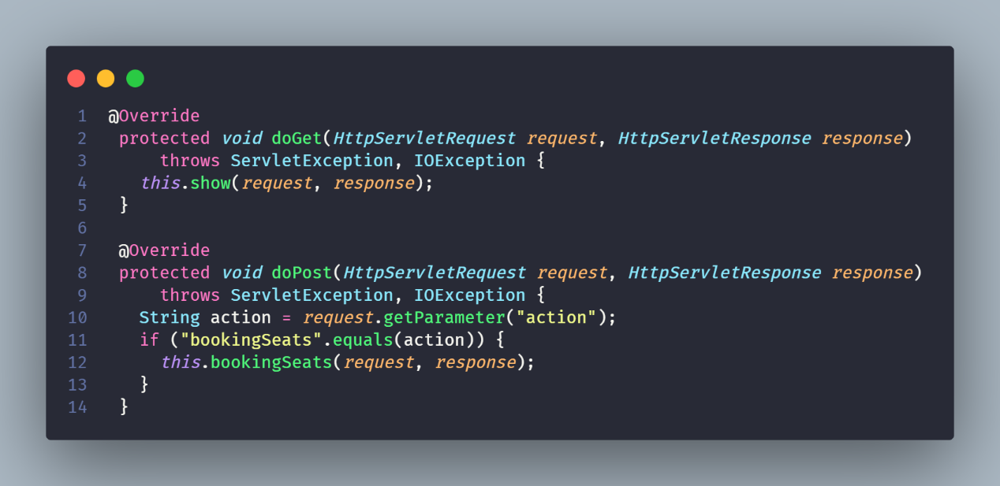 1 @Override
2 protected void doGet(HttpServletRequest request, HttpServletResponse response)
3 throws ServletException, IOException {
4 this.show(request, response);
5 }
6
7 @Override
8 protected void doPost(HttpServletRequest request, HttpServletResponse response)
9 throws ServletException, IOException {
10 String action = request.getParameter("action");
11 if ("bookingSeats".equals(action)) {
12 this.bookingSeats(request, response);
13 }
14 }